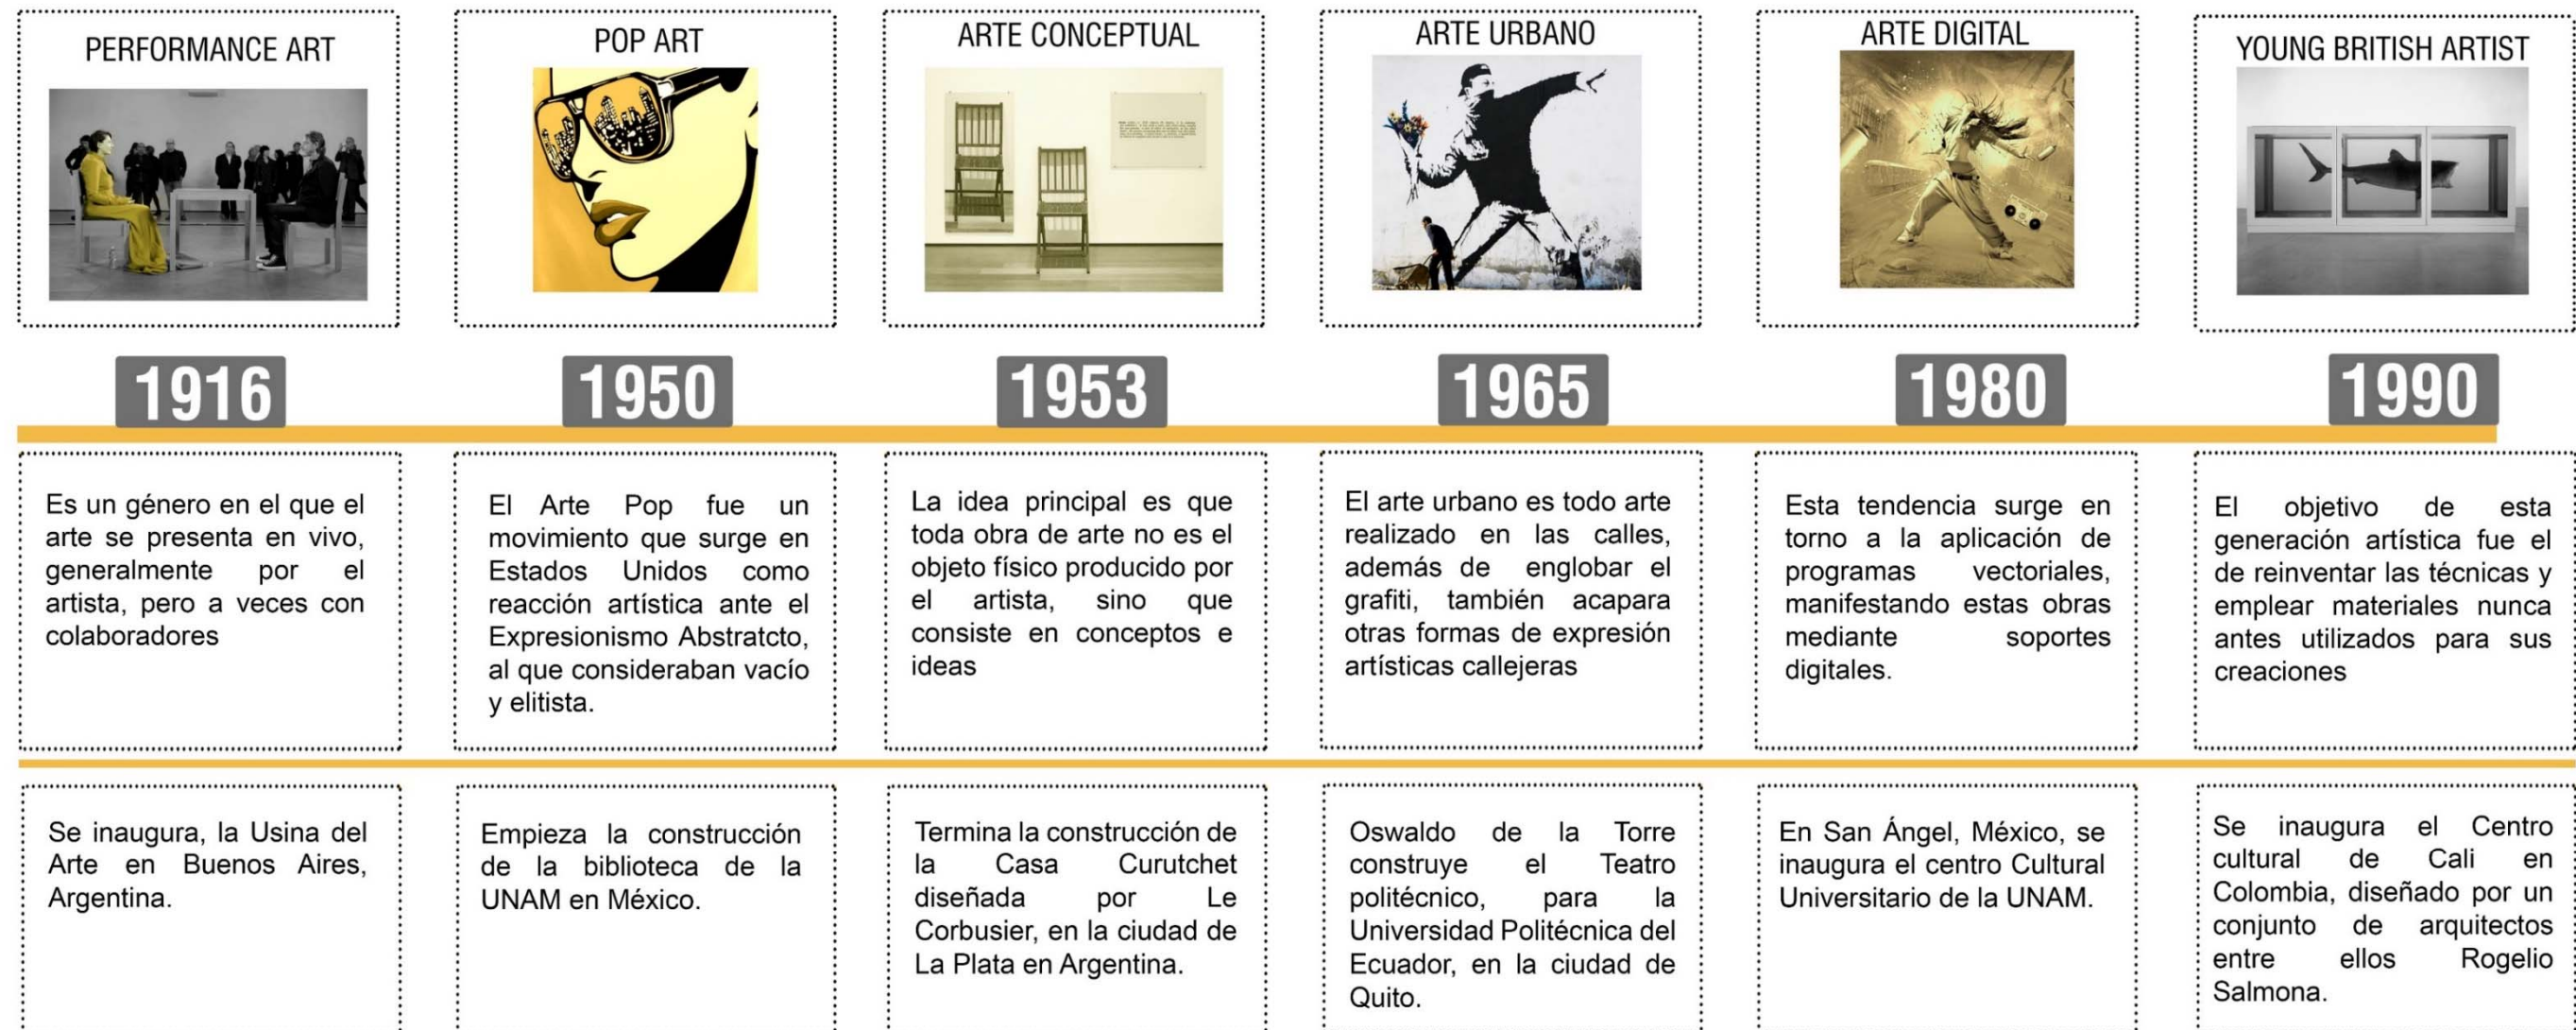 PERFORMANCE ART
POP ART
ARTE CONCEPTUAL
ARTE URBANO
ARTE DIGITAL
YOUNG BRITISH ARTIST
1916
1950
1953
1965
1980
1990
Es un género en el que el
arte se presenta en vivo,
generalmente por el
artista, pero a veces con
colaboradores
El Arte Pop fue un
movimiento que surge en
Estados Unidos como
reacción artística ante el
Expresionismo Abstratcto,
al que consideraban vacío
y elitista.
La idea principal es que
toda obra de arte no es el
objeto físico producido por
el artista, sino que
consiste en conceptos e
ideas
El arte urbano es todo arte
realizado en las calles,
además de englobar el
grafiti, también acapara
otras formas de expresión
artísticas callejeras
Esta tendencia surge en
torno a la aplicación de
programas vectoriales,
manifestando estas obras
mediante soportes
digitales.
El objetivo de esta
generación artística fue el
de reinventar las técnicas y
emplear materiales nunca
antes utilizados para sus
creaciones
Se inaugura, la Usina del
Arte en Buenos Aires,
Argentina.
Empieza la construcción
de la biblioteca de la
UNAM en México.
Termina la construcción de
la Casa Curutchet
diseñada por Le
Corbusier, en la ciudad de
La Plata en Argentina.
Oswaldo de la Torre
construye el Teatro
politécnico, para la
Universidad Politécnica del
Ecuador, en la ciudad de
Quito.
En San Ángel, México, se
inaugura el centro Cultural
Universitario de la UNAM.
Se inaugura el Centro
cultural de Cali en
Colombia, diseñado por un
conjunto de arquitectos
entre ellos Rogelio
Salmona.